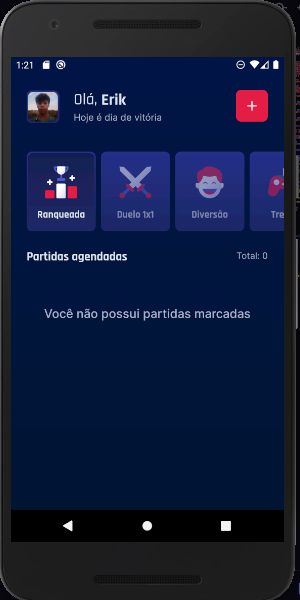 1:21
Olá, Erik
Hoje é dia de vitória
+
Ranqueada
Duelo 1x1
Diversão
Tre
Partidas agendadas
Total: 0
Você não possui partidas marcadas